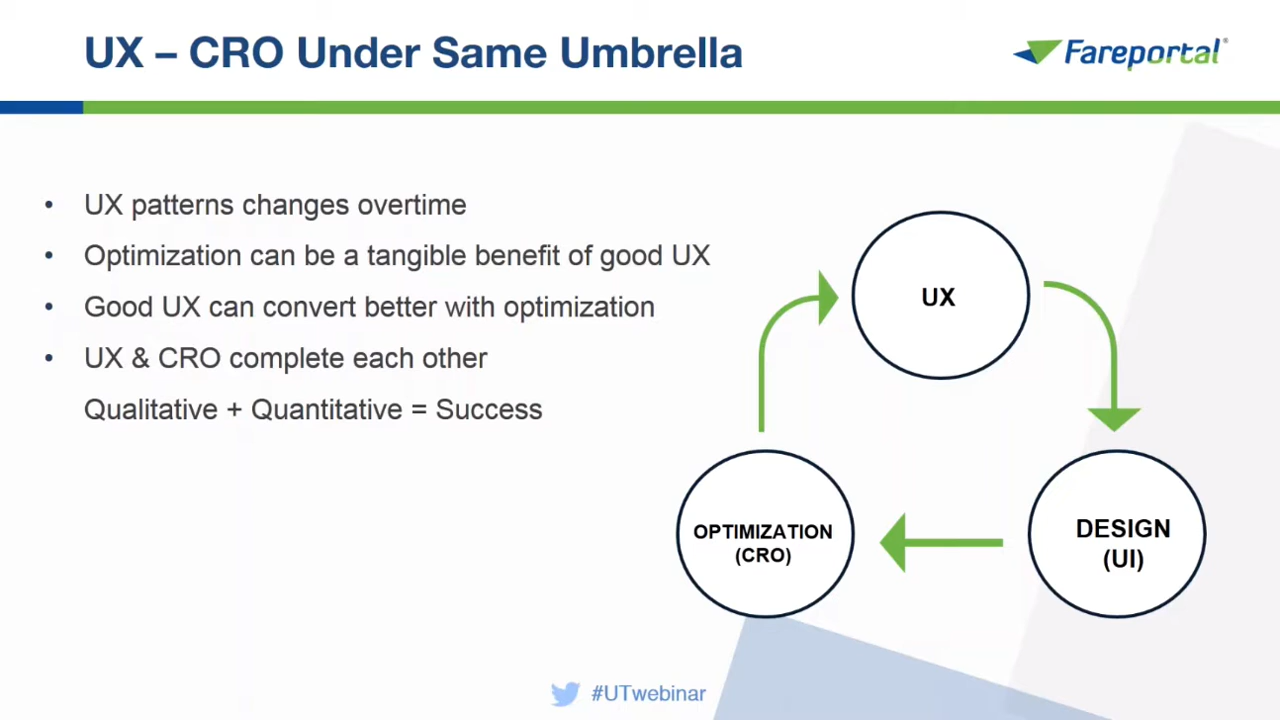 UX – CRO Under Same Umbrella
Fareportal®
• UX patterns changes overtime
• Optimization can be a tangible benefit of good UX
• Good UX can convert better with optimization
• UX & CRO complete each other
Qualitative + Quantitative = Success
UX
OPTIMIZATION
(CRO)
DESIGN
(UI)
#UTwebinar